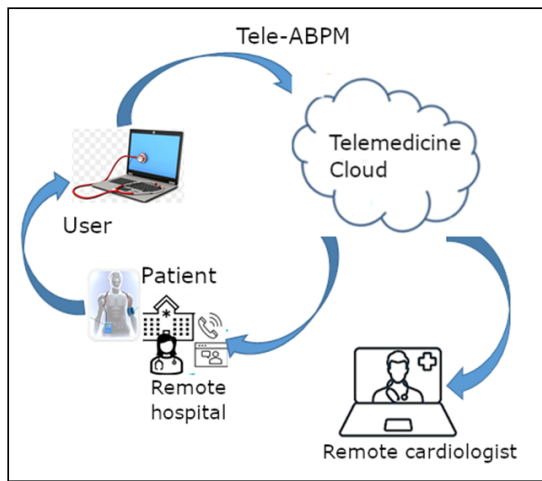 Tele-ABPM
Telemedicine
Cloud
User
Patient
Remote
hospital
Remote cardiologist